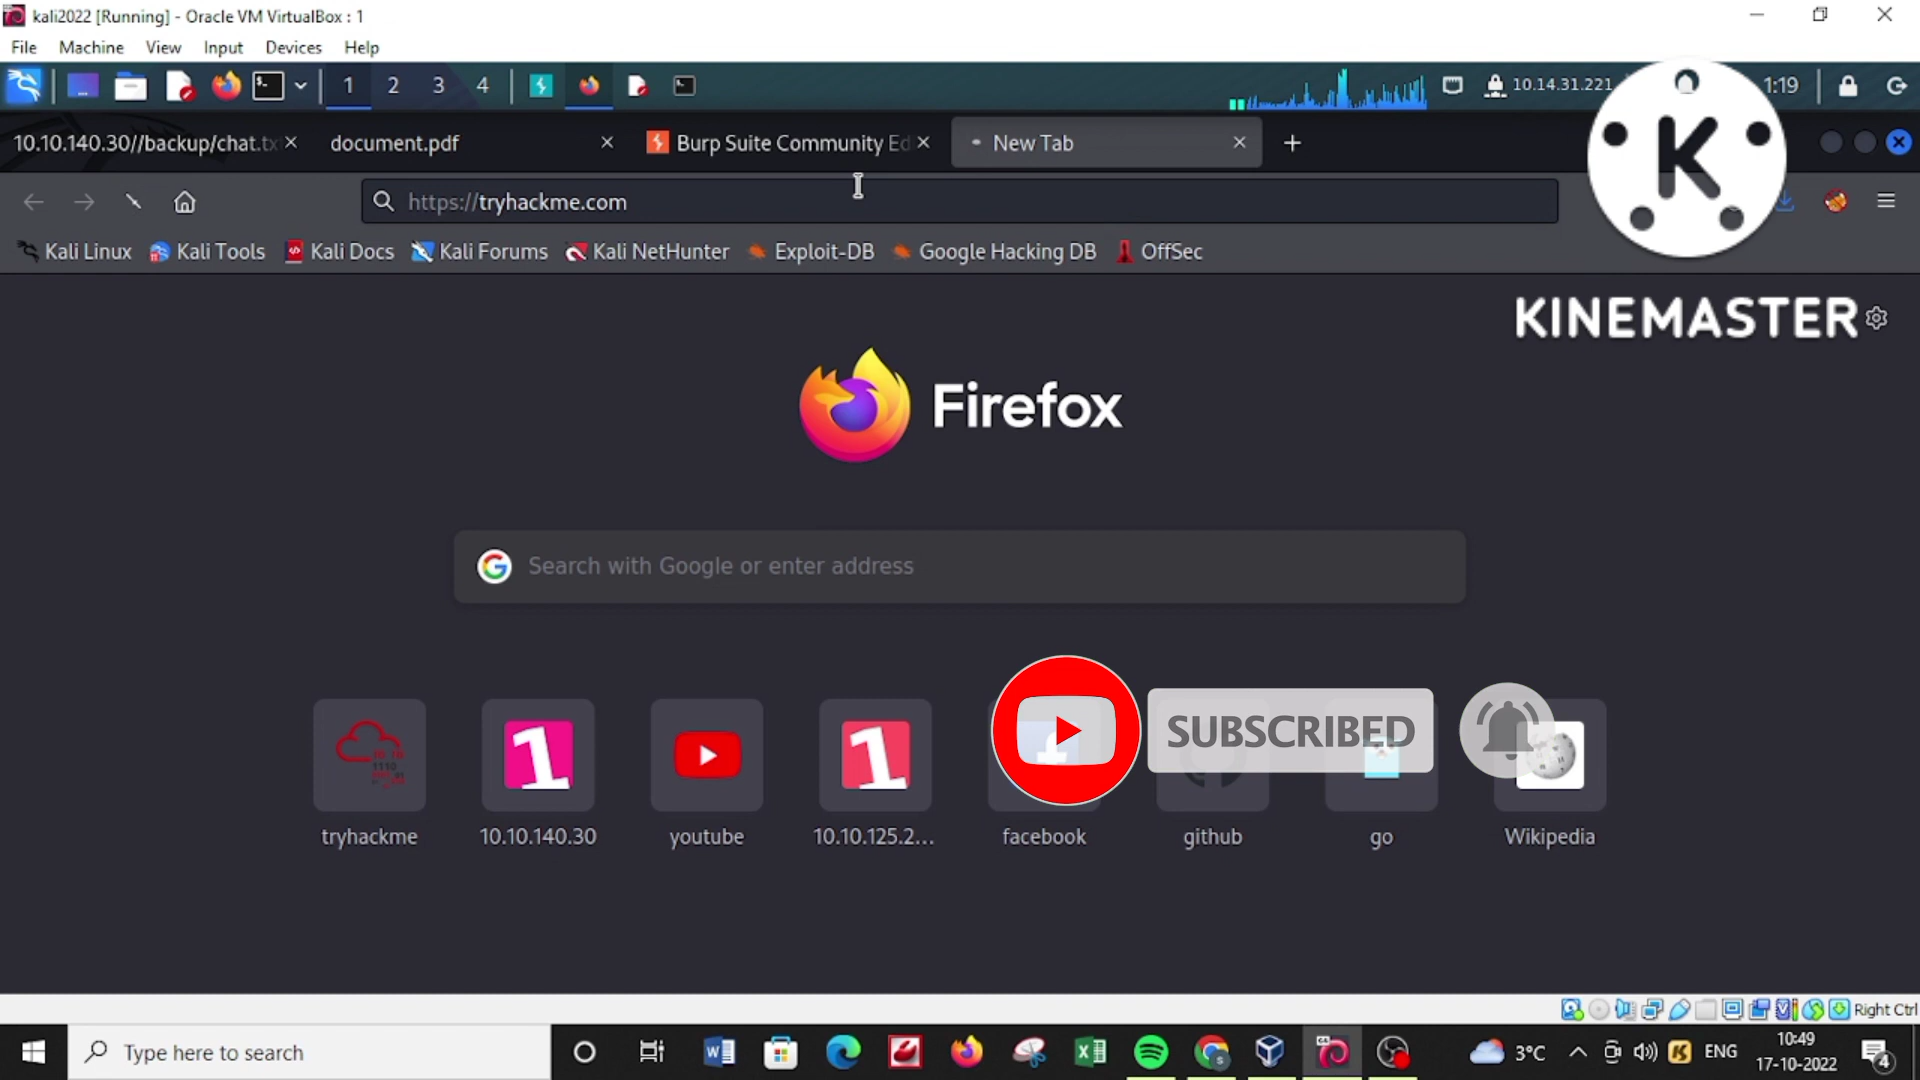 kali2022 [Running] - Oracle VM VirtualBox : 1
File Machine View Input Devices Help
1 2 3 4 10.14.31.221 1:19
10.10.140.30//backup/chat.tx document.pdf Burp Suite Community Ed New Tab
https://tryhackme.com
Kali Linux Kali Tools Kali Docs Kali Forums Kali NetHunter Exploit-DB Google Hacking DB OffSec
K
KINEMASTER
Firefox
Search with Google or enter address
SUBSCRIBED
tryhackme 10.10.140.30 youtube 10.10.125.2... facebook github go Wikipedia
Right Ctrl
Type here to search 3°C ENG 10:49
17-10-2022 4